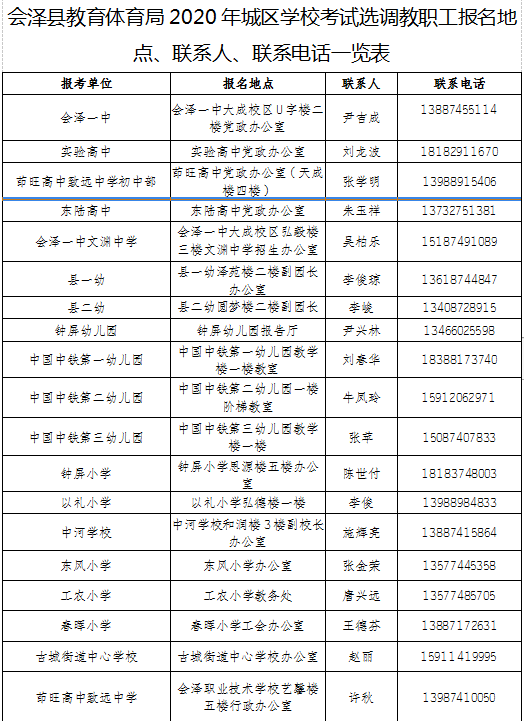 会泽县教育体育局 2020 年城区学校考试选调教职工报名地
点、联系人、联系电话一览表
报考单位 报名地点 联系人 联系电话
会泽一中 会泽一中大成校区U字楼二楼党政办公室 尹吉成 13887455114
实验高中 实验高中党政办公室 刘龙波 18182911670
茹旺高中致远中学初中部 茹旺高中党政办公室（天成楼四楼） 张学明 13988915406
东陆高中 东陆高中党政办公室 朱玉祥 13732751381
会泽一中文渊中学 会泽一中大成校区弘毅楼三楼文渊中学招生办公室 吴柏乐 15187491089
县一幼 县一幼泽苑楼二楼副园长办公室 李俊琼 13618744847
县二幼 县二幼圆梦楼二楼副园长 李峻 13408728915
钟屏幼儿园 钟屏幼儿园报告厅 尹兴林 13466025598
中国中铁第一幼儿园 中国中铁第一幼儿园教学楼一楼教室 刘春华 18388173740
中国中铁第二幼儿园 中国中铁第二幼儿园一楼阶梯教室 牛凤玲 15912062971
中国中铁第三幼儿园 中国中铁第三幼儿园教学楼一楼 张苹 15087407833
钟屏小学 钟屏小学恩源楼五楼办公室 陈世付 18183748003
以礼小学 以礼小学弘德楼一楼 李俊 13988984833
中河学校 中河学校和润楼3楼副校长办公室 施辉亮 13887415864
东风小学 东风小学办公室 张金荣 13577445358
工农小学 工农小学教务处 唐兴远 13577485705
春晖小学 春晖小学工会办公室 王德芬 13887172631
古城街道中心学校 古城街道中心学校办公室 赵丽 15911419995
茹旺高中致远中学 会泽职业技术学校艺馨楼五楼行政办公室 许秋 13987410050